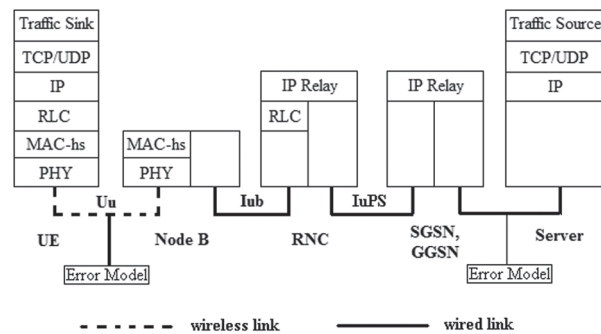 Traffic Sink
TCP/UDP
IP
RLC
MAC-hs
PHY
MAC-hs
PHY
IP Relay
RLC
IP Relay
Traffic Source
TCP/UDP
IP
Uu
Iub
IuPS
UE
Node B
RNC
SGSN,
GGSN
Server
Error Model
Error Model
wireless link
wired link